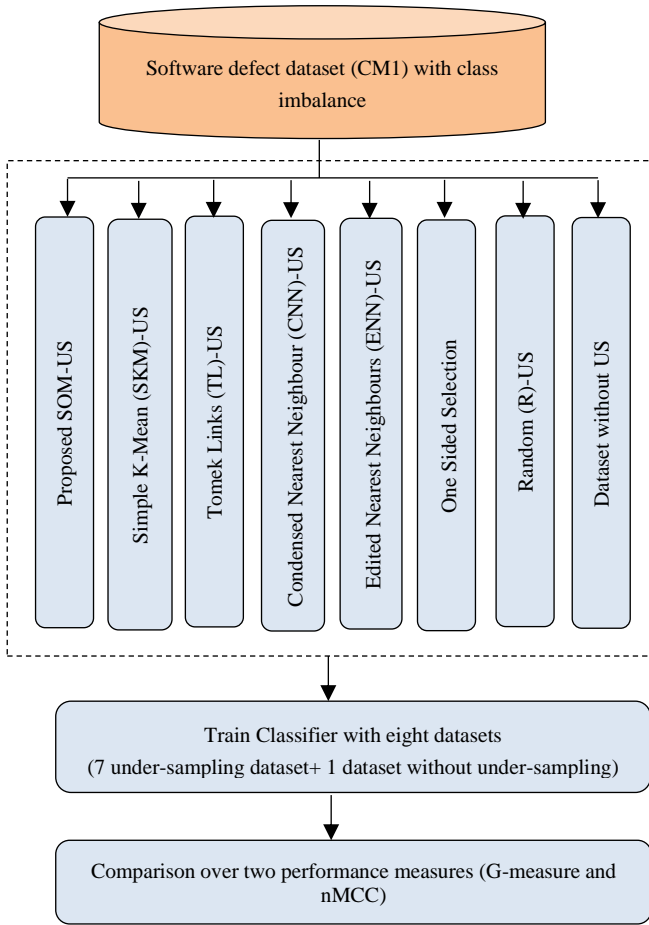 Software defect dataset (CM1) with class
imbalance
Proposed SOM-US
Simple K-Mean (SKM)-US
Tomek Links (TL)-US
Condensed Nearest Neighbour (CNN)-US
Edited Nearest Neighbours (ENN)-US
One Sided Selection
Random (R)-US
Dataset without US
Train Classifier with eight datasets
(7 under-sampling dataset+ 1 dataset without under-sampling)
Comparison over two performance measures (G-measure and
nMCC)